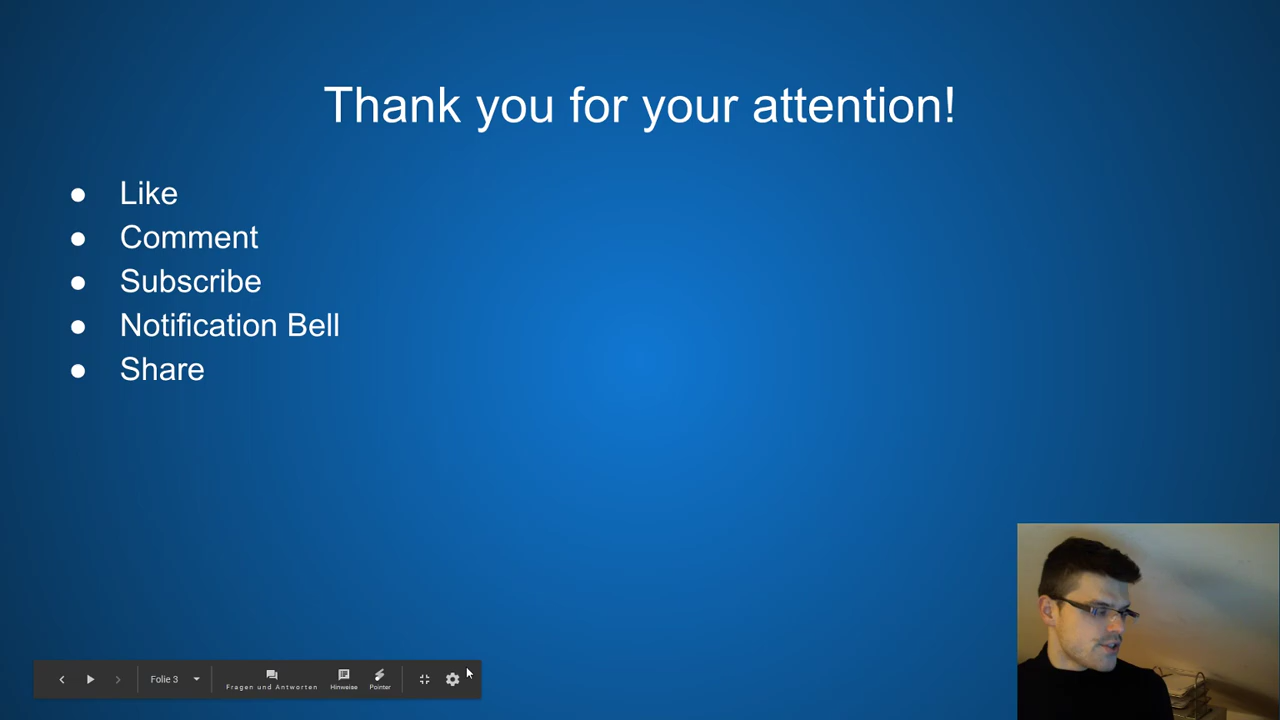 Thank you for your attention!
● Like
● Comment
● Subscribe
● Notification Bell
● Share
Folie 3
Fragen und Antworten
Hinweise
Pointer